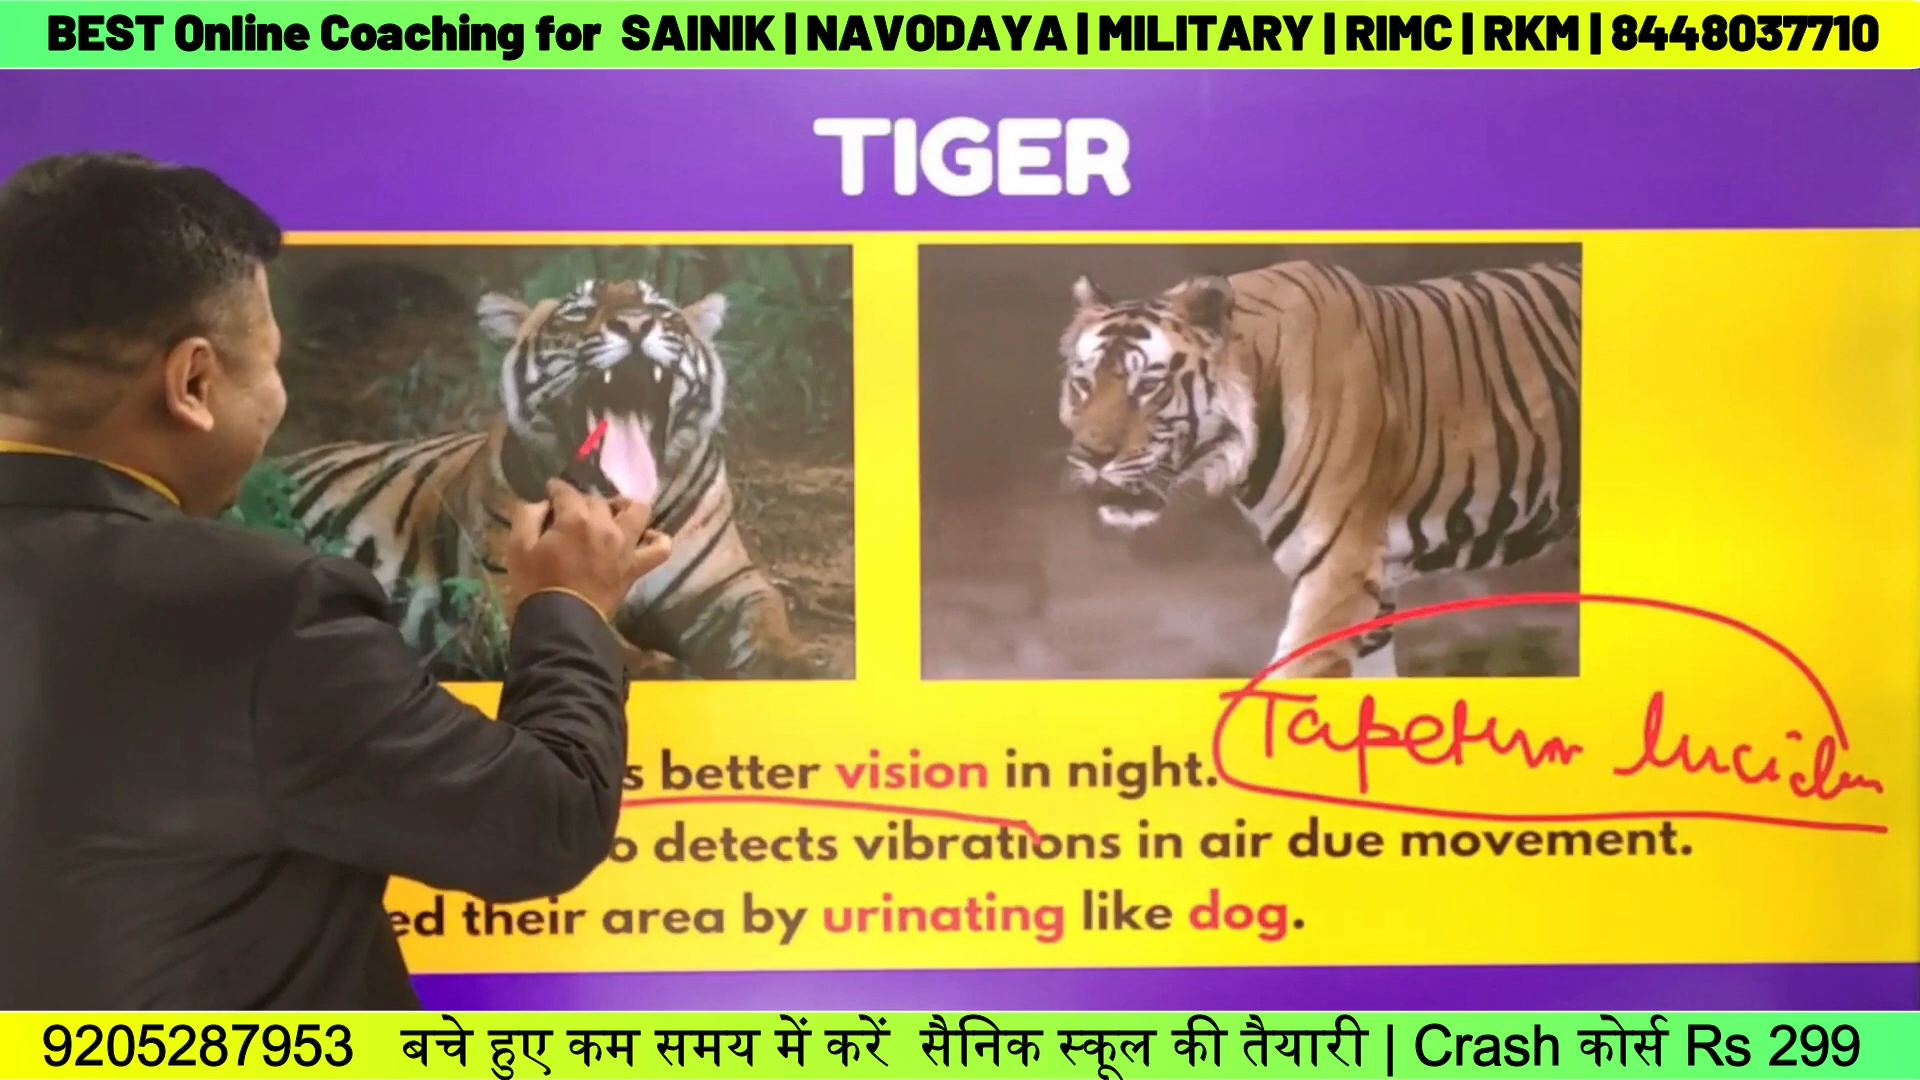 BEST Online Coaching for SAINIK | NAVODAYA | MILITARY | RIMC | RKM | 8448037710
TIGER
Tapetum lucidum
s better vision in night.
o detects vibrations in air due movement.
ed their area by urinating like dog.
9205287953 बचे हुए कम समय में करें सैनिक स्कूल की तैयारी | Crash कोर्स Rs 299